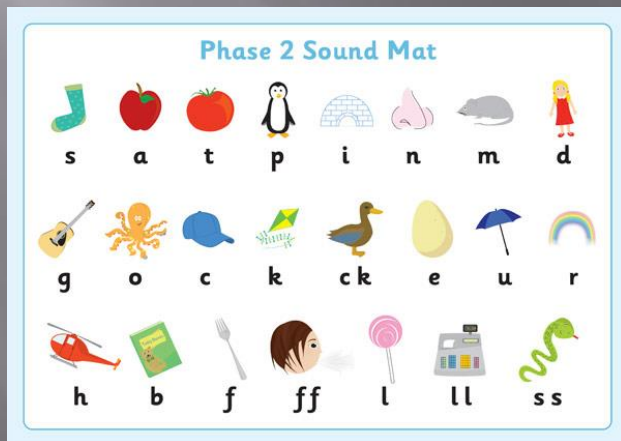 Phase 2 Sound Mat
s a t p i n m d
g o c k ck e u r
h b f ff l ll ss